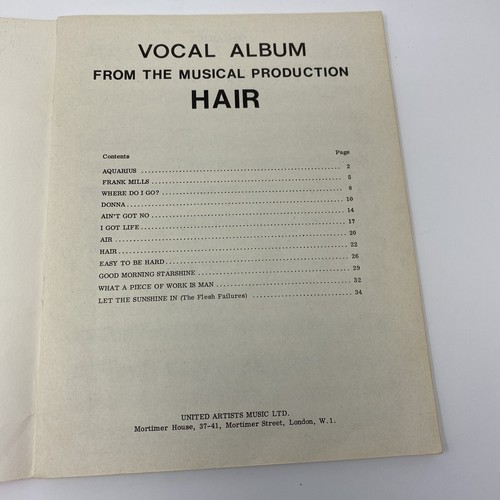 VOCAL ALBUM
FROM THE MUSICAL PRODUCTION
HAIR
Contents Page
AQUARIUS 2
FRANK MILLS 5
WHERE DO I GO? 8
DONNA 10
AIN'T GOT NO 14
I GOT LIFE 17
AIR 20
HAIR 22
EASY TO BE HARD 26
GOOD MORNING STARSHINE 29
WHAT A PIECE OF WORK IS MAN 32
LET THE SUNSHINE IN (The Flesh Failures) 34
UNITED ARTISTS MUSIC LTD.
Mortimer House, 37-41, Mortimer Street, London, W.1.